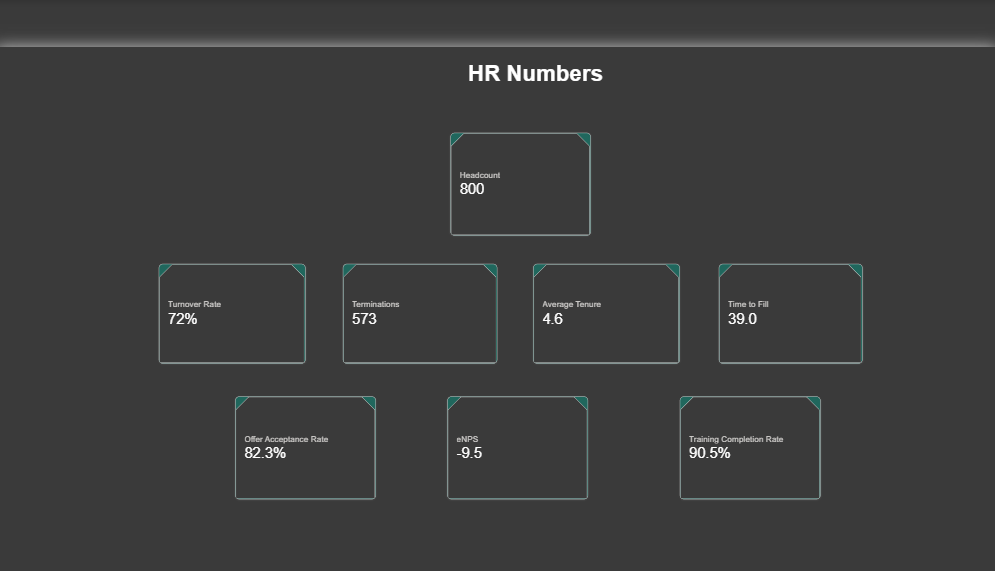 HR Numbers
Headcount
800
Turnover Rate
72%
Terminations
573
Average Tenure
4.6
Time to Fill
39.0
Offer Acceptance Rate
82.3%
eNPS
-9.5
Training Completion Rate
90.5%